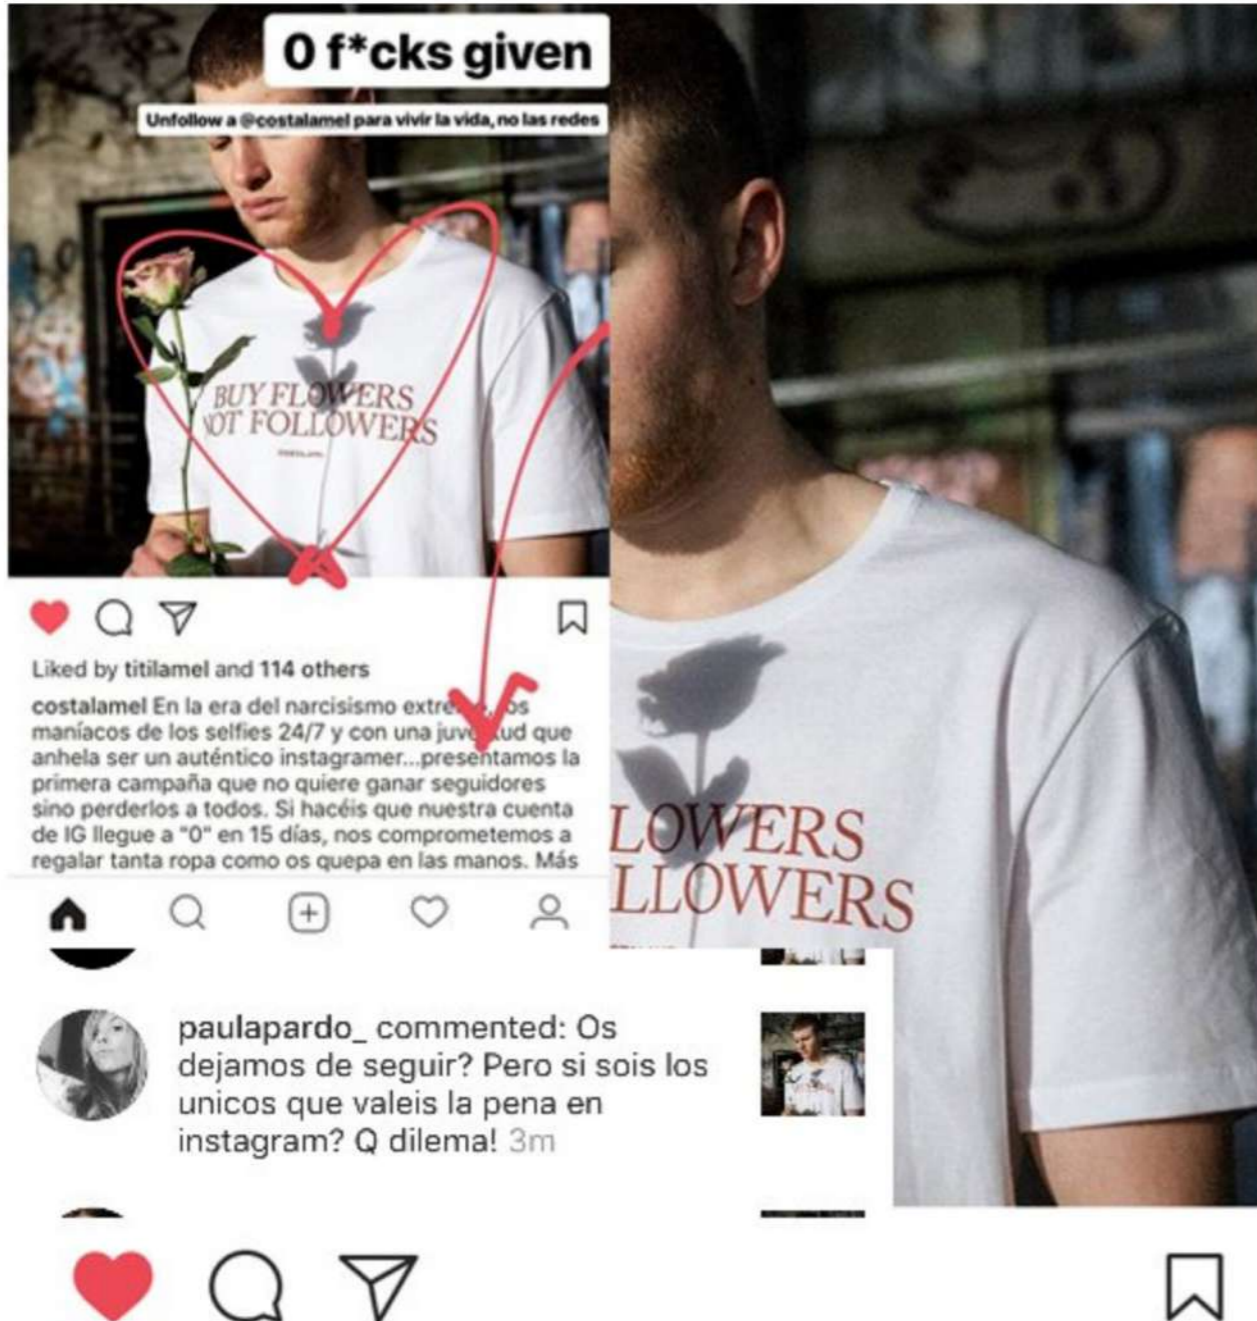 0 f*cks given
Unfollow a @costalamel para vivir la vida, no las redes
BUY FLOWERS
NOT FOLLOWERS
Liked by titilamel and 114 others
costalamel En la era del narcisismo os
maníacos de los selfies 24/7 y con una que
anhela ser un auténtico instagramer...presentamos la
primera campaña que no quiere ganar seguidores
sino perderlos a todos. Si hacéis que nuestra cuenta
de IG llegue a "0" en 15 días, nos comprometemos a
regalar tanta ropa como os quepa en las manos. Más
LOWERS
LLOWERS
paulapardo_ commented: Os
dejamos de seguir? Pero si sois los
unicos que valeis la pena en
instagram? Q dilema! 3m